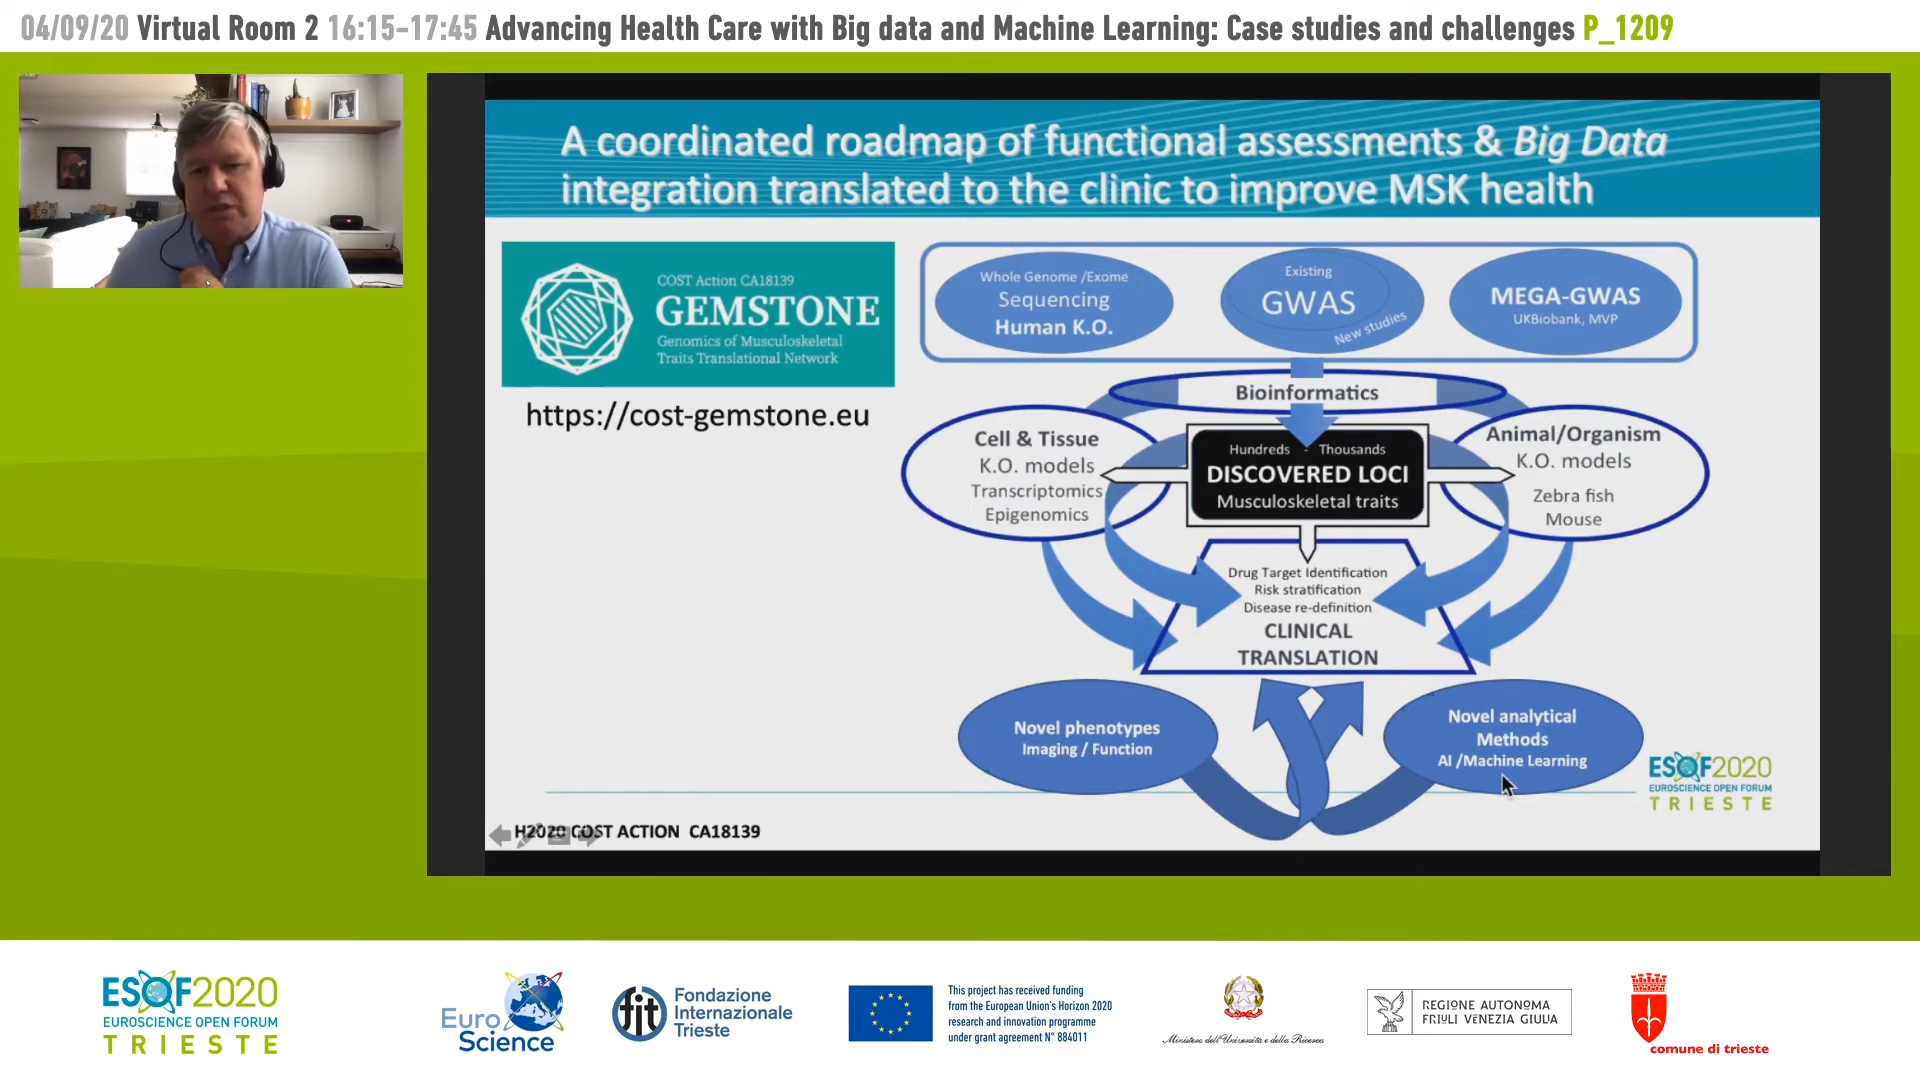 04/09/20 Virtual Room 2 16:15-17:45 Advancing Health Care with Big data and Machine Learning: Case studies and challenges P_1209
A coordinated roadmap of functional assessments & Big Data
integration translated to the clinic to improve MSK health
COST Action CA18139
GEMSTONE
Genomics of Musculoskeletal
Traits Translational Network
https://cost-gemstone.eu
Whole Genome /Exome
Sequencing
Human K.O.
Existing
GWAS
New studies
MEGA-GWAS
UKBiobank, MVP
Bioinformatics
Cell & Tissue
K.O. models
Transcriptomics
Epigenomics
Hundreds - Thousands
DISCOVERED LOCI
Musculoskeletal traits
Animal/Organism
K.O. models
Zebra fish
Mouse
Drug Target Identification
Risk stratification
Disease re-definition
CLINICAL
TRANSLATION
Novel phenotypes
Imaging / Function
Novel analytical
Methods
AI /Machine Learning
ESOF2020
EUROSCIENCE OPEN FORUM
TRIESTE
H2020 COST ACTION CA18139
ESOF2020
EUROSCIENCE OPEN FORUM
TRIESTE
Euro
Science
fit
Fondazione
Internazionale
Trieste
This project has received funding
from the European Union's Horizon 2020
research and innovation programme
under grant agreement N° 884011
Ministero dell'Università e della Ricerca
REGIONE AUTONOMA
FRIULI VENEZIA GIULIA
comune di trieste